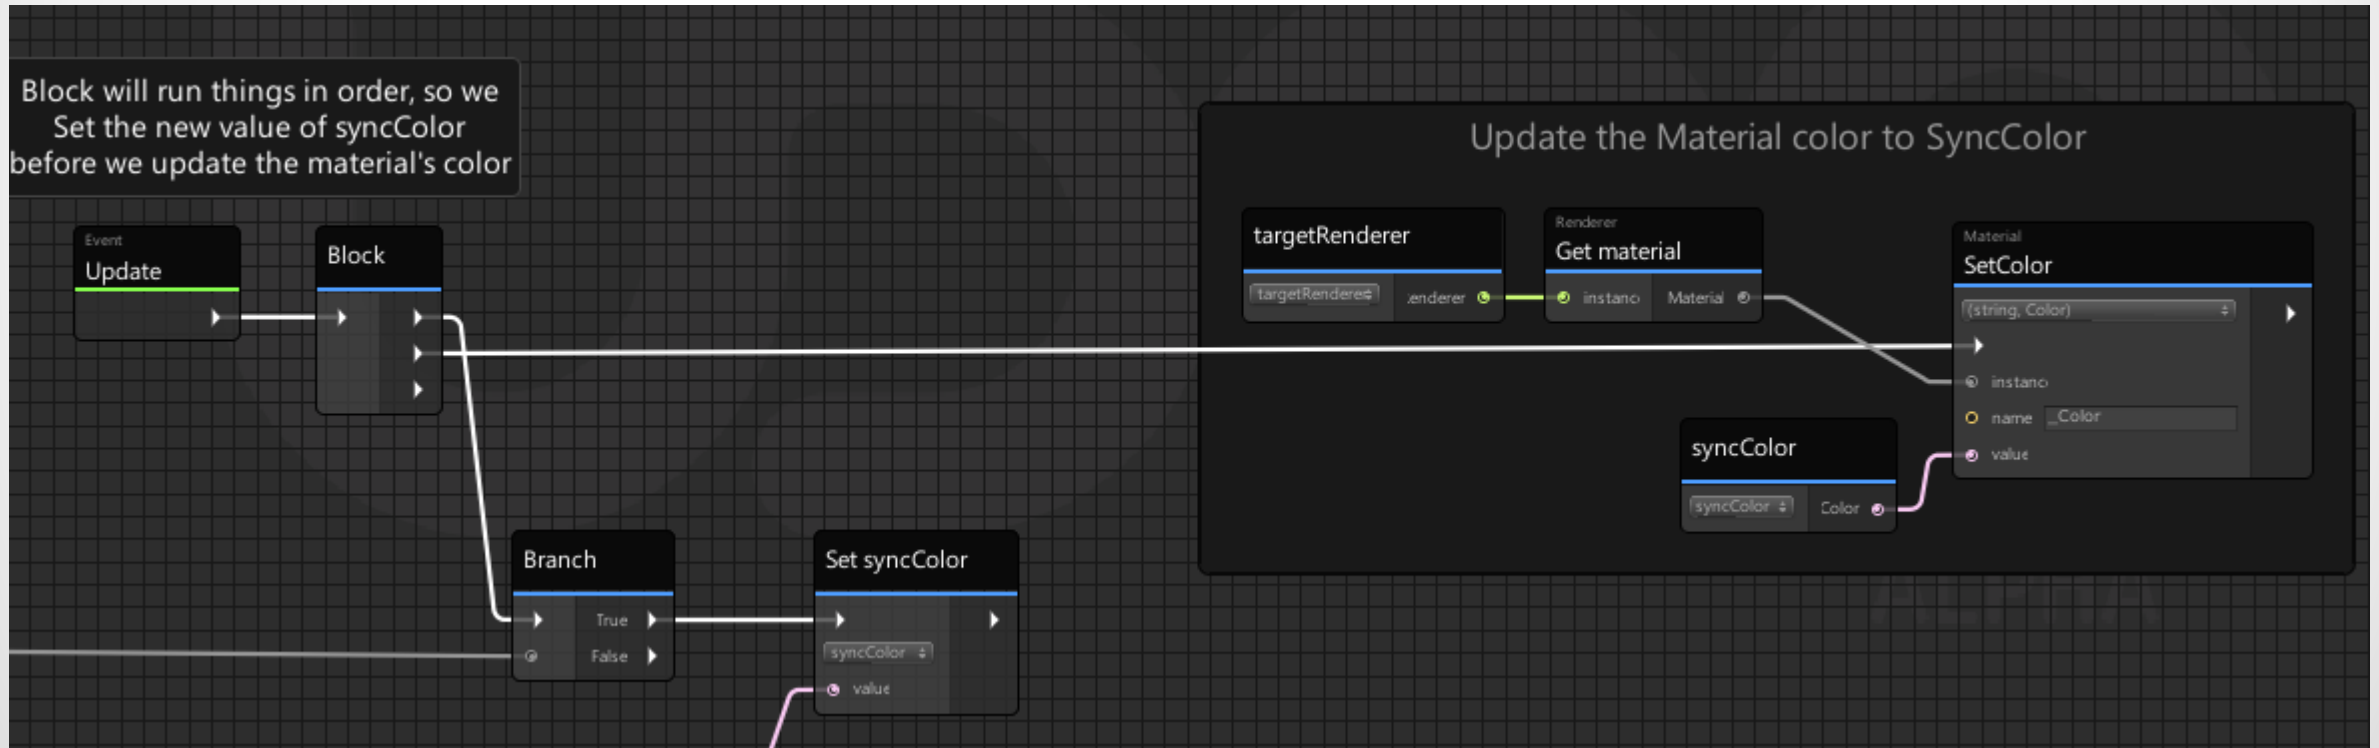 Block will run things in order, so we
Set the new value of syncColor
before we update the material's color
Update the Material color to SyncColor
Event
Update
Block
targetRenderer
targetRendere
enderer
Renderer
Get material
instanc
Material
Material
SetColor
(string, Color)
instanc
name
_Color
value
syncColor
syncColor
Color
Branch
True
False
Set syncColor
syncColor
value
ALPHA